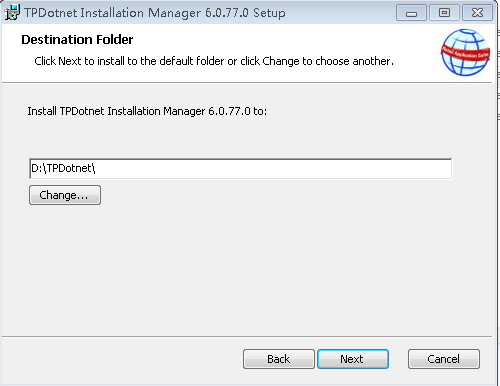 TPDotnet Installation Manager 6.0.77.0 Setup
Destination Folder
Click Next to install to the default folder or click Change to choose another.
Install TPDotnet Installation Manager 6.0.77.0 to:
D:\TPDotnet\
Change...
Back
Next
Cancel